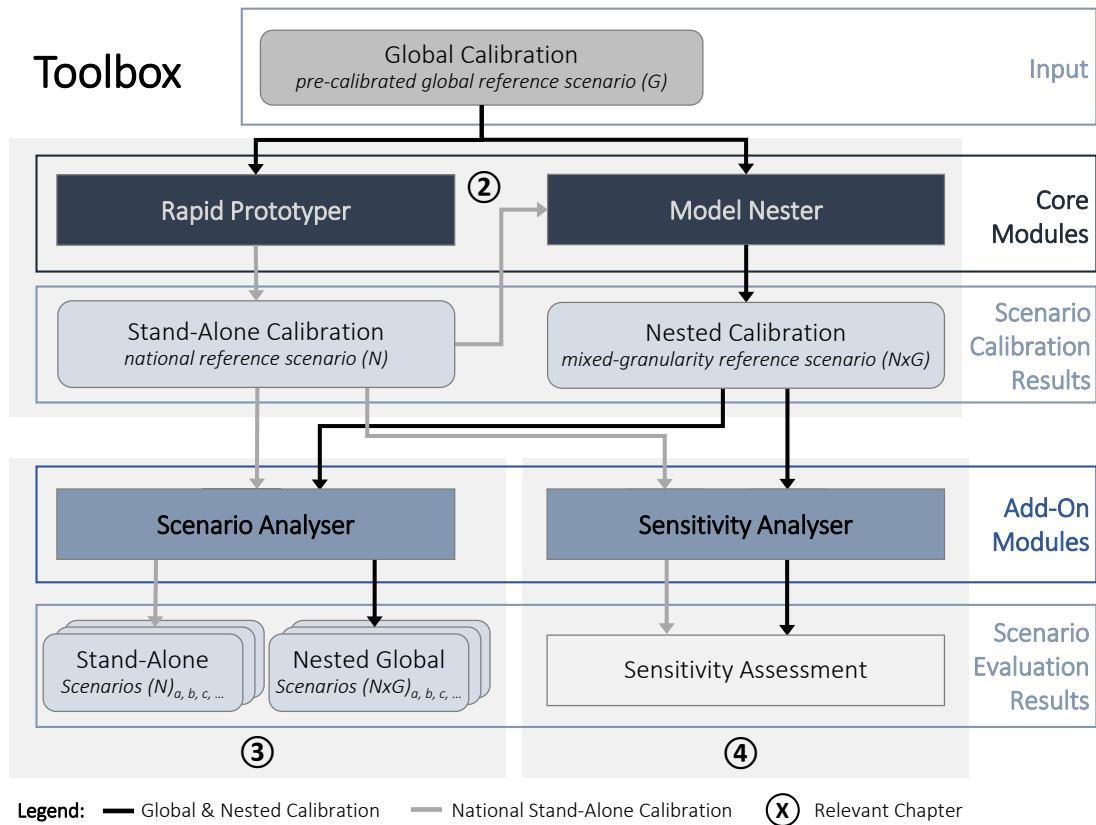 Toolbox
Global Calibration
pre-calibrated global reference scenario (G)
Input
②
Rapid Prototyper
Model Nester
Core
Modules
Stand-Alone Calibration
national reference scenario (N)
Nested Calibration
mixed-granularity reference scenario (NxG)
Scenario
Calibration
Results
Scenario Analyser
Sensitivity Analyser
Add-On
Modules
Stand-Alone
Scenarios (N)a, b, c, ...
Nested Global
Scenarios (NxG)a, b, c, ...
Sensitivity Assessment
Scenario
Evaluation
Results
③
④
Legend: Global & Nested Calibration National Stand-Alone Calibration Ⓧ Relevant Chapter